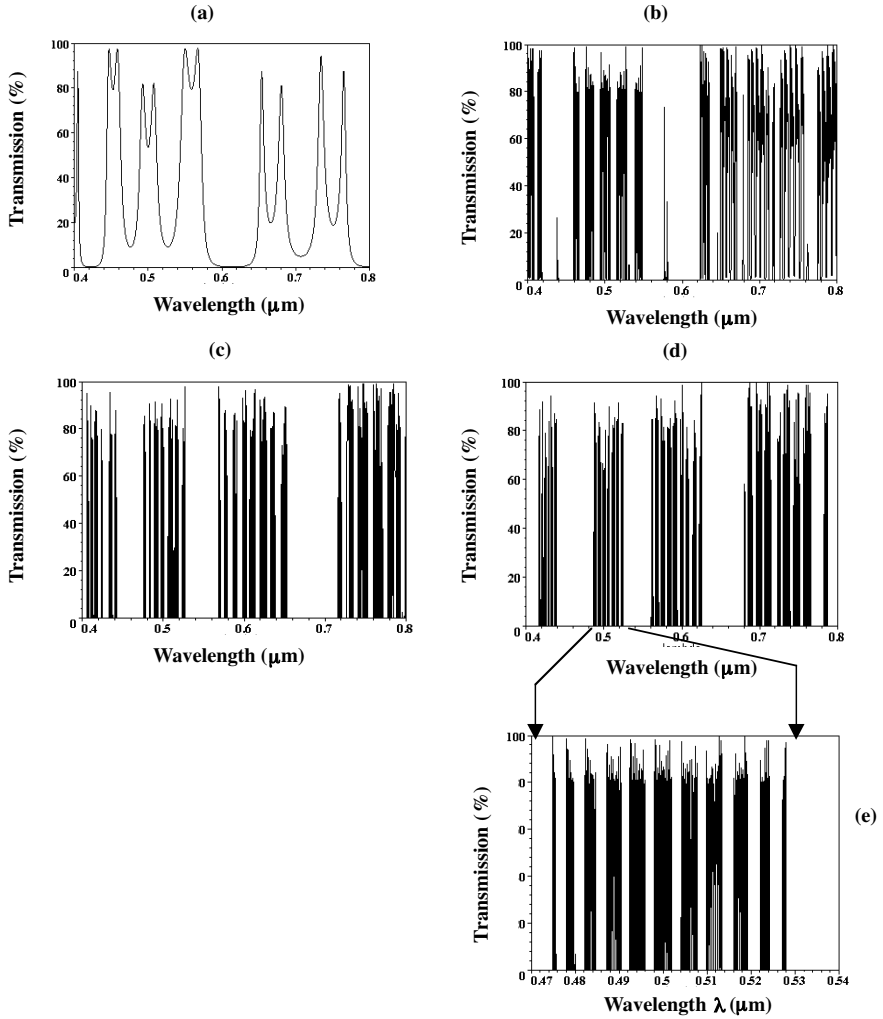 (a)
Transmission (%)
100
80
60
40
20
0
0.4 0.5 0.6 0.7 0.8
Wavelength (μm)
(b)
Transmission (%)
100
80
60
40
20
0
0.4 0.5 0.6 0.7 0.8
Wavelength (μm)
(c)
Transmission (%)
100
80
60
40
20
0
0.4 0.5 0.6 0.7 0.8
Wavelength (μm)
(d)
Transmission (%)
100
80
60
40
20
0
0.4 0.5 0.6 0.7 0.8
Wavelength (μm)
(e)
Transmission (%)
100
0
0
0
0
0
0.47 0.48 0.49 0.5 0.51 0.52 0.53 0.54
Wavelength λ (μm)